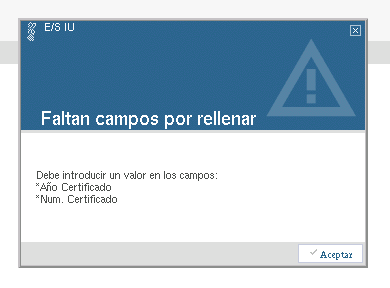 E/S IU
Faltan campos por rellenar
Debe introducir un valor en los campos:
*Año Certificado
*Num. Certificado
Aceptar